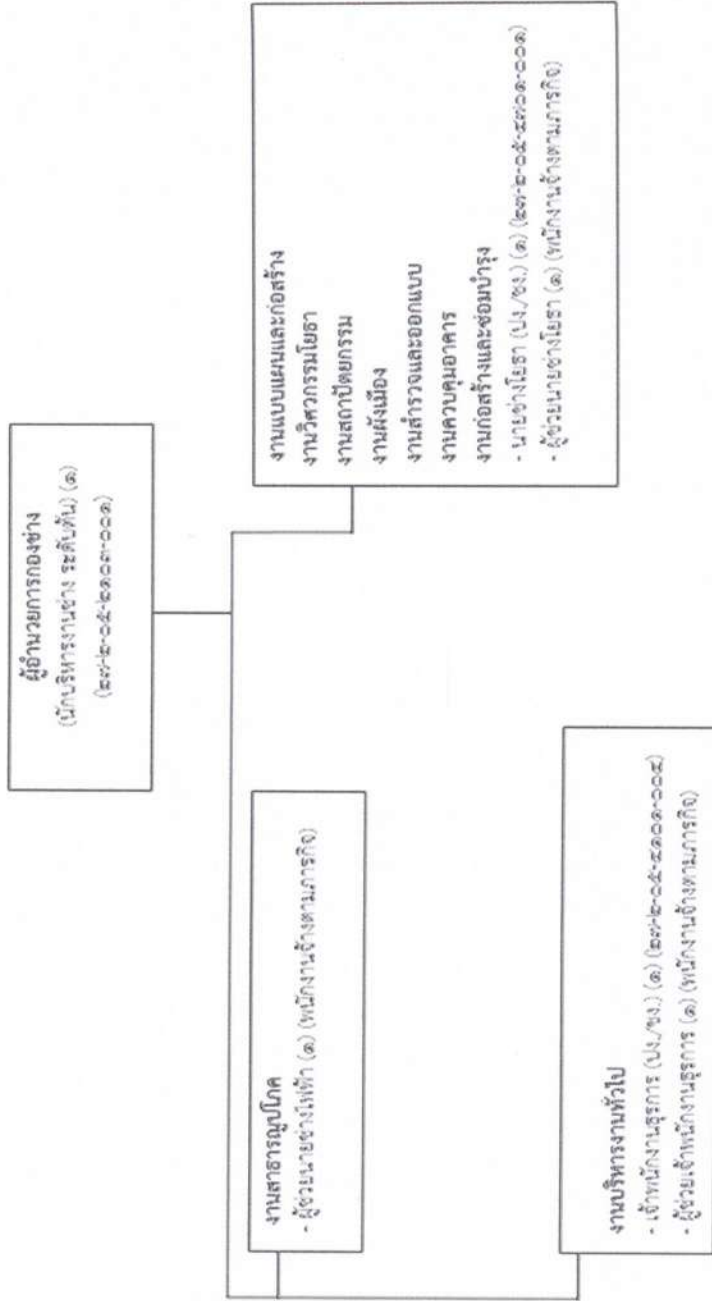 ผู้อำนวยการกองช่าง
(นักบริหารงานช่าง ระดับต้น) (๑)
(๒๗-๒-๐๕-๒๑๐๓-๐๐๑)
งานสาธารณูปโภค
- ผู้ช่วยนายช่างไฟฟ้า (๑) (พนักงานจ้างตามภารกิจ)
งานแบบแผนและก่อสร้าง
งานวิศวกรรมโยธา
งานสถาปัตยกรรม
งานผังเมือง
งานสำรวจและออกแบบ
งานควบคุมอาคาร
งานก่อสร้างและซ่อมบำรุง
- นายช่างโยธา (ปง./ชง.) (๑) (๒๗-๒-๐๕-๔๗๐๑-๐๐๑)
- ผู้ช่วยนายช่างโยธา (๑) (พนักงานจ้างตามภารกิจ)
งานบริหารงานทั่วไป
- เจ้าพนักงานธุรการ (ปง./ชง.) (๑) (๒๗-๒-๐๕-๔๑๐๑-๐๐๔)
- ผู้ช่วยเจ้าพนักงานธุรการ (๑) (พนักงานจ้างตามภารกิจ)